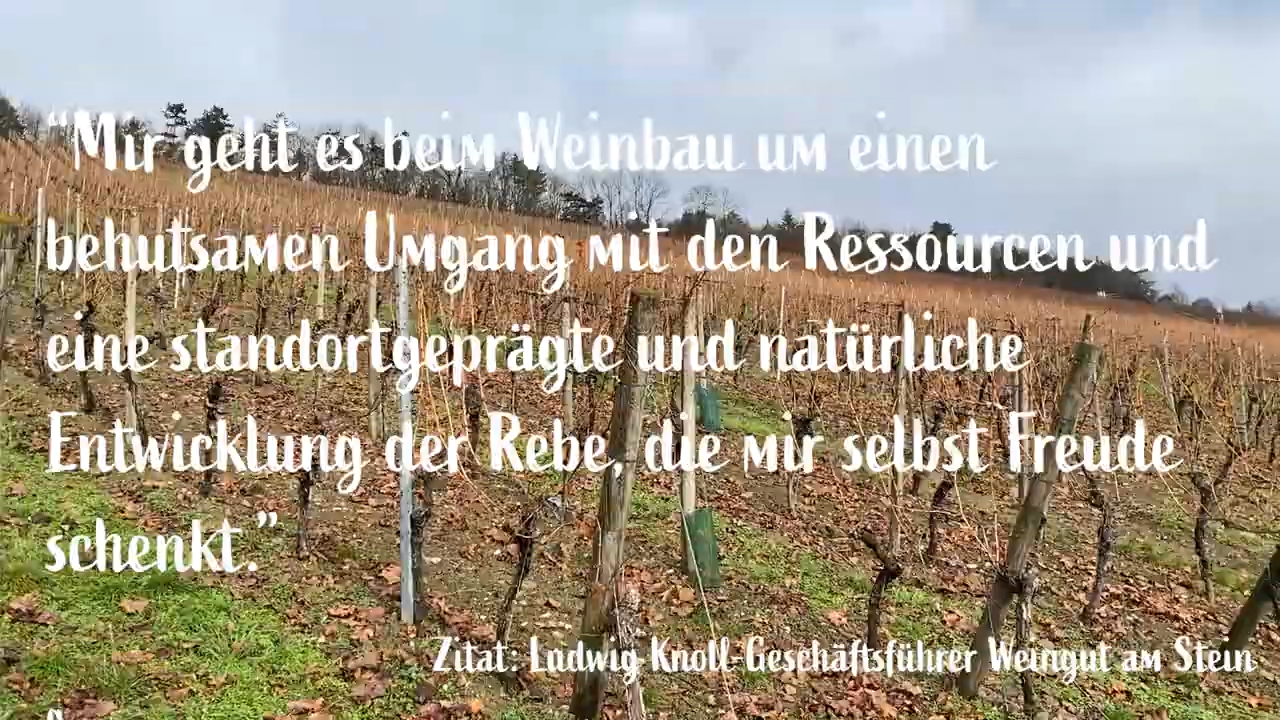 “Mir geht es beim Weinbau um einen
behutsamen Umgang mit den Ressourcen und
eine standortgeprägte und natürliche
Entwicklung der Rebe, die mir selbst Freude
schenkt.”
Zitat: Ludwig Knoll-Geschäftsführer Weingut am Stein